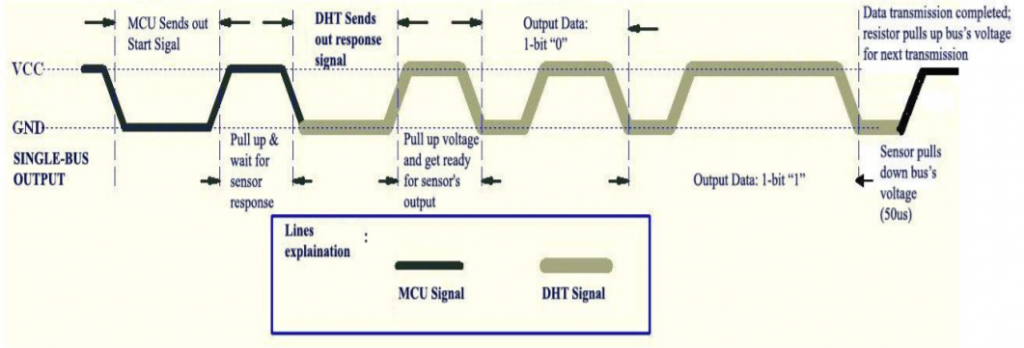 MCU Sends out
Start Sigal
DHT Sends
out response
signal
Output Data:
1-bit "0"
Data transmission completed;
resistor pulls up bus's voltage
for next transmission
VCC
GND
SINGLE-BUS
OUTPUT
Pull up &
wait for
sensor
response
Pull up voltage
and get ready
for sensor's
output
Output Data: 1-bit "1"
Sensor pulls
down bus's
voltage
(50us)
Lines
explaination :
MCU Signal
DHT Signal